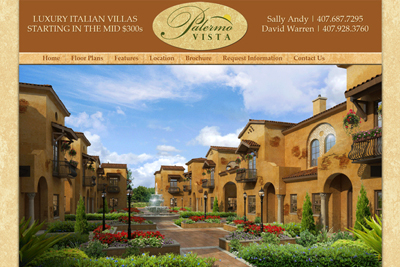 LUXURY ITALIAN VILLAS
STARTING IN THE MID $300s
Palermo
VISTA
Sally Andy | 407.687.7295
David Warren | 407.928.3760
Home Floor Plans Features Location Brochure Request Information Contact Us